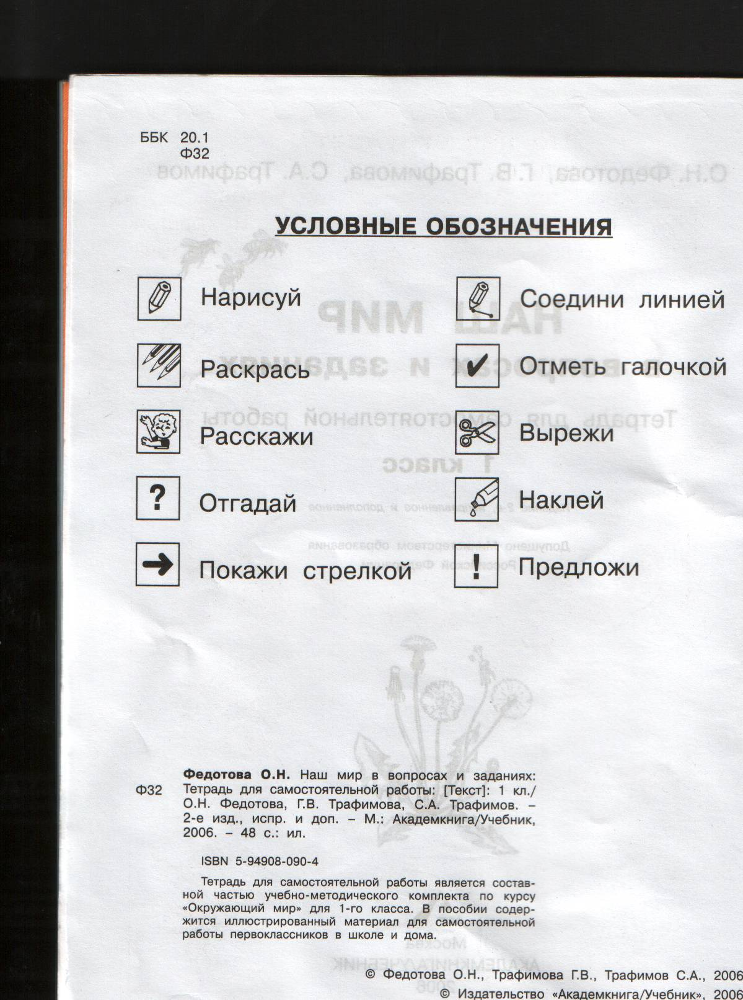 ББК 20.1
Ф32
УСЛОВНЫЕ ОБОЗНАЧЕНИЯ
Нарисуй
Соедини линией
Раскрась
Отметь галочкой
Расскажи
Вырежи
Отгадай
Наклей
Покажи стрелкой
Предложи
Федотова О.Н. Наш мир в вопросах и заданиях:
Ф32 Тетрадь для самостоятельной работы: [Текст]: 1 кл./
О.Н. Федотова, Г.В. Трафимова, С.А. Трафимов. –
2-е изд., испр. и доп. – М.: Академкнига/Учебник,
2006. – 48 с.: ил.
ISBN 5-94908-090-4
Тетрадь для самостоятельной работы является состав-
ной частью учебно-методического комплекта по курсу
«Окружающий мир» для 1-го класса. В пособии содер-
жится иллюстрированный материал для самостоятельной
работы первоклассников в школе и дома.
© Федотова О.Н., Трафимова Г.В., Трафимов С.А., 2006
© Издательство «Академкнига/Учебник», 2006